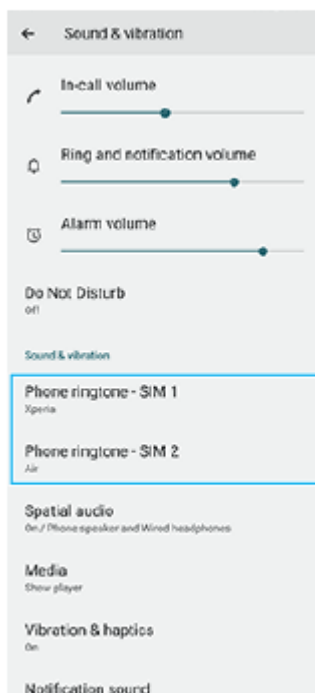 Sound & vibration
In-call volume
Ring and notification volume
Alarm volume
Do Not Disturb
Off
Sound & vibration
Phone ringtone - SIM 1
Xperia
Phone ringtone - SIM 2
Air
Spatial audio
On / Phone speaker and Wired headphones
Media
Show player
Vibration & haptics
On
Notification sound